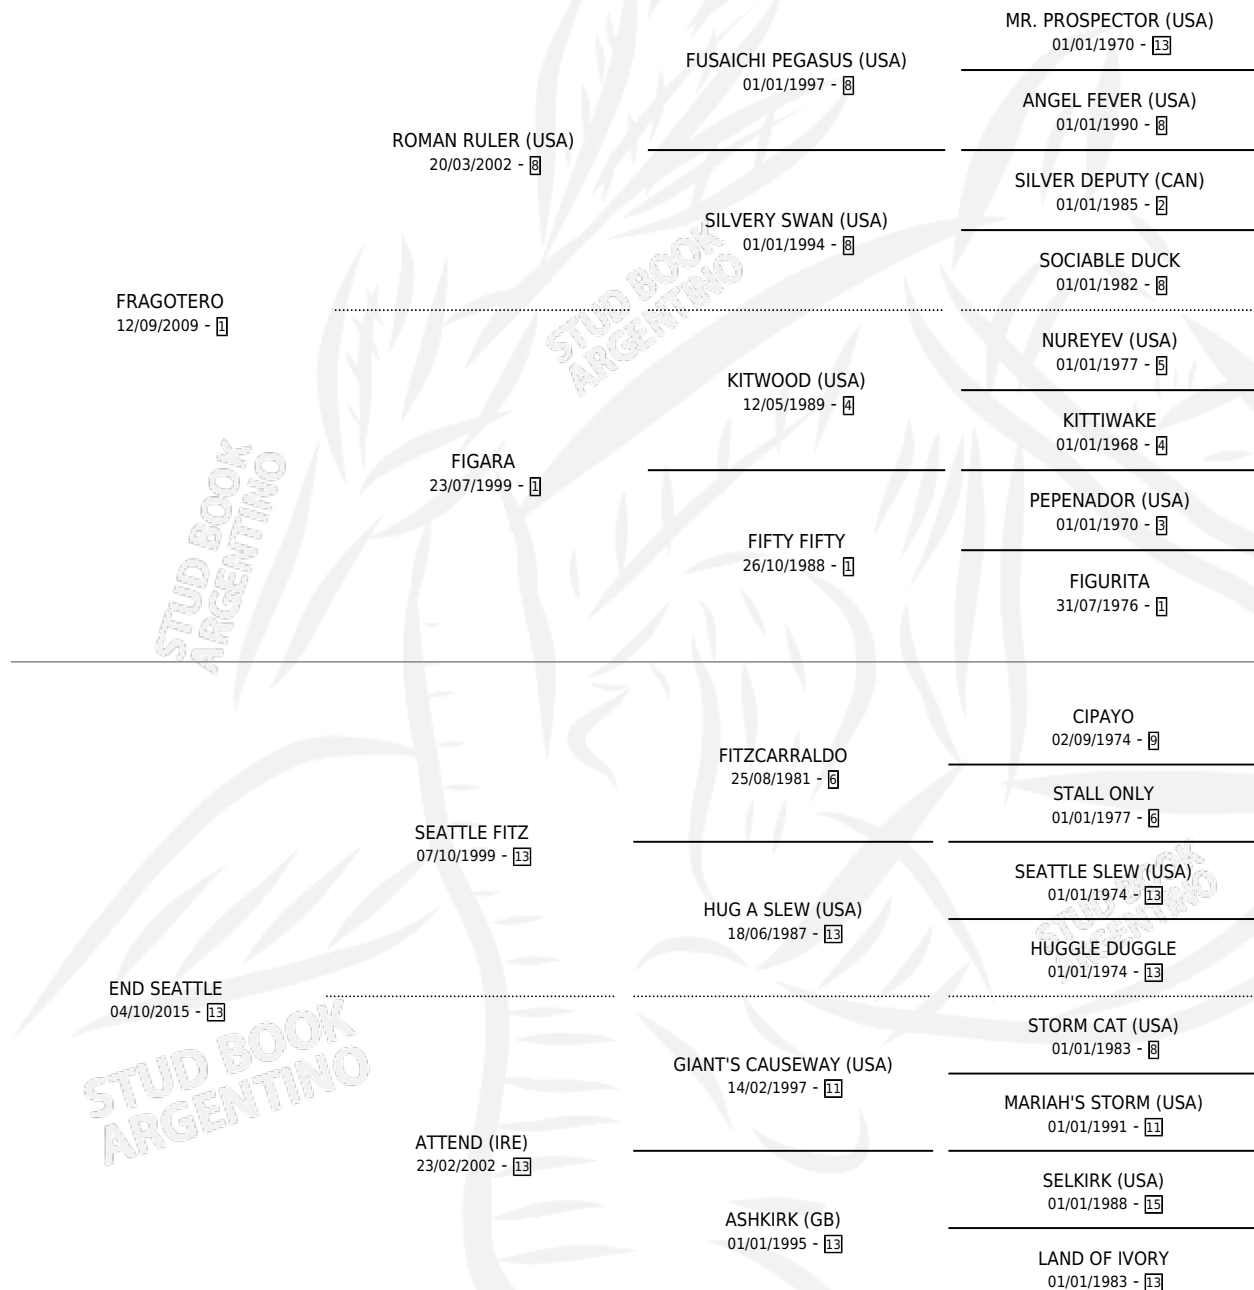 MR. PROSPECTOR (USA)
01/01/1970 - 13
FUSAICHI PEGASUS (USA)
01/01/1997 - 8
ANGEL FEVER (USA)
01/01/1990 - 8
ROMAN RULER (USA)
20/03/2002 - 8
SILVER DEPUTY (CAN)
01/01/1985 - 2
SILVERY SWAN (USA)
01/01/1994 - 8
SOCIABLE DUCK
01/01/1982 - 8
FRAGOTERO
12/09/2009 - 1
NUREYEV (USA)
01/01/1977 - 5
KITWOOD (USA)
12/05/1989 - 4
KITTIWAKE
01/01/1968 - 4
FIGARA
23/07/1999 - 1
PEPENADOR (USA)
01/01/1970 - 3
FIFTY FIFTY
26/10/1988 - 1
FIGURITA
31/07/1976 - 1
CIPAYO
02/09/1974 - 9
FITZCARRALDO
25/08/1981 - 6
STALL ONLY
01/01/1977 - 6
SEATTLE FITZ
07/10/1999 - 13
SEATTLE SLEW (USA)
01/01/1974 - 13
HUG A SLEW (USA)
18/06/1987 - 13
HUGGLE DUGGLE
01/01/1974 - 13
END SEATTLE
04/10/2015 - 13
STORM CAT (USA)
01/01/1983 - 8
GIANT'S CAUSEWAY (USA)
14/02/1997 - 11
MARIAH'S STORM (USA)
01/01/1991 - 11
ATTEND (IRE)
23/02/2002 - 13
SELKIRK (USA)
01/01/1988 - 15
ASHKIRK (GB)
01/01/1995 - 13
LAND OF IVORY
01/01/1983 - 13
STUD BOOK
ARGENTINO
STUD BOOK
ARGENTINO
STUD BOOK
ARGENTINO
STUD BOOK
ARGENTINO